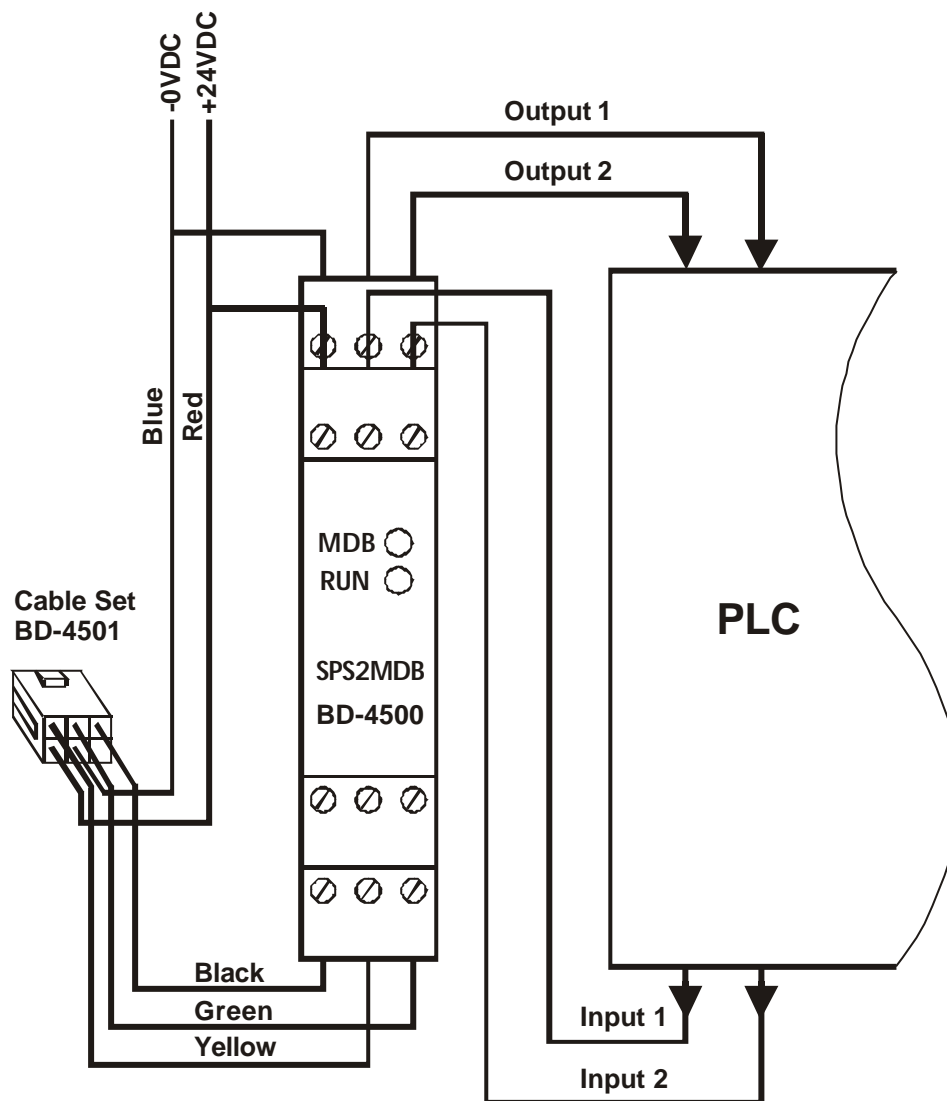 -0VDC
+24VDC
Output 1
Output 2
Blue
Red
MDB
RUN
Cable Set
BD-4501
PLC
SPS2MDB
BD-4500
Black
Green
Yellow
Input 1
Input 2